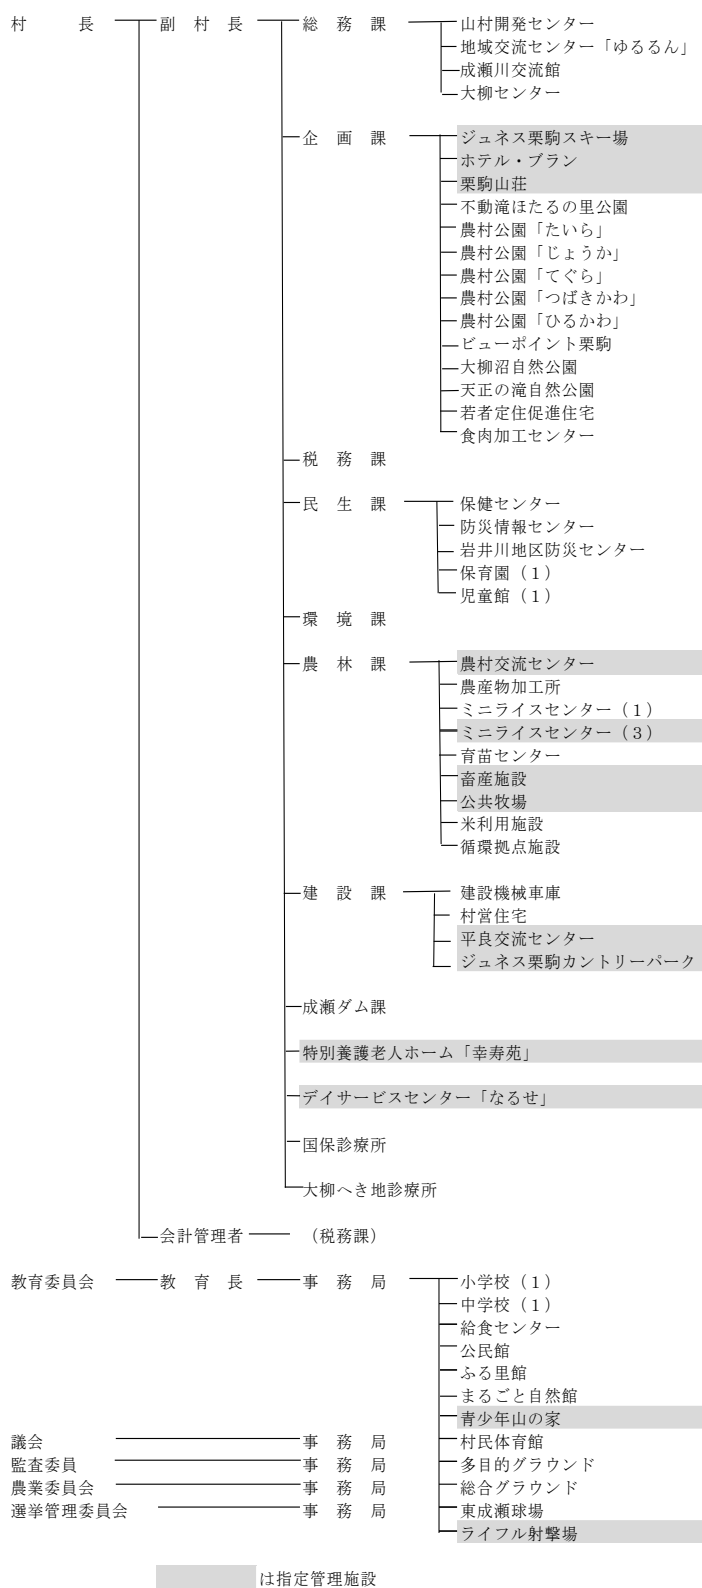 村　　　長　副　村　長　総　務　課　山村開発センター
地域交流センター「ゆるるん」
成瀬川交流館
大柳センター
企　画　課　ジュネス栗駒スキー場
ホテル・ブラン
栗駒山荘
不動滝ほたるの里公園
農村公園「たいら」
農村公園「じょうか」
農村公園「てぐら」
農村公園「つばきかわ」
農村公園「ひるかわ」
ビューポイント栗駒
大柳沼自然公園
天正の滝自然公園
若者定住促進住宅
食肉加工センター
税　務　課
民　生　課　保健センター
防災情報センター
岩井川地区防災センター
保育園（１）
児童館（１）
環　境　課
農　林　課　農村交流センター
農産物加工所
ミニライスセンター（１）
ミニライスセンター（３）
育苗センター
畜産施設
公共牧場
米利用施設
循環拠点施設
建　設　課　建設機械車庫
村営住宅
平良交流センター
ジュネス栗駒カントリーパーク
成瀬ダム課
特別養護老人ホーム「幸寿苑」
デイサービスセンター「なるせ」
国保診療所
大柳へき地診療所
会計管理者　（税務課）
教育委員会　教　育　長　事　務　局　小学校（１）
中学校（１）
給食センター
公民館
ふる里館
まるごと自然館
青少年山の家
議会　事　務　局　村民体育館
監査委員　事　務　局　多目的グラウンド
農業委員会　事　務　局　総合グラウンド
選挙管理委員会　事　務　局　東成瀬球場
ライフル射撃場
は指定管理施設